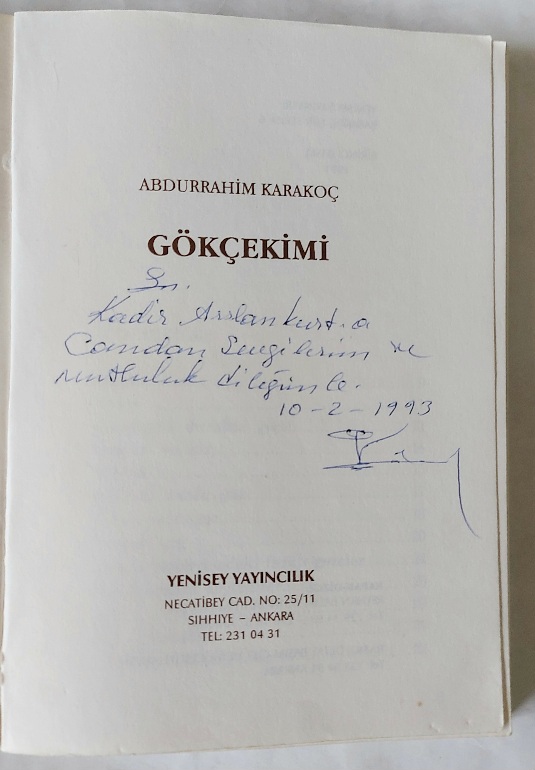 ABDURRAHİM KARAKOÇ
GÖKÇEKİMİ
Sn.
Kadir Arslankurt.a
Candan Sevgilerim ve
mutluluk dileğimle.
10-2-1993
YENİSEY YAYINCILIK
NECATİBEY CAD. NO: 25/11
SIHHIYE – ANKARA
TEL: 231 04 31